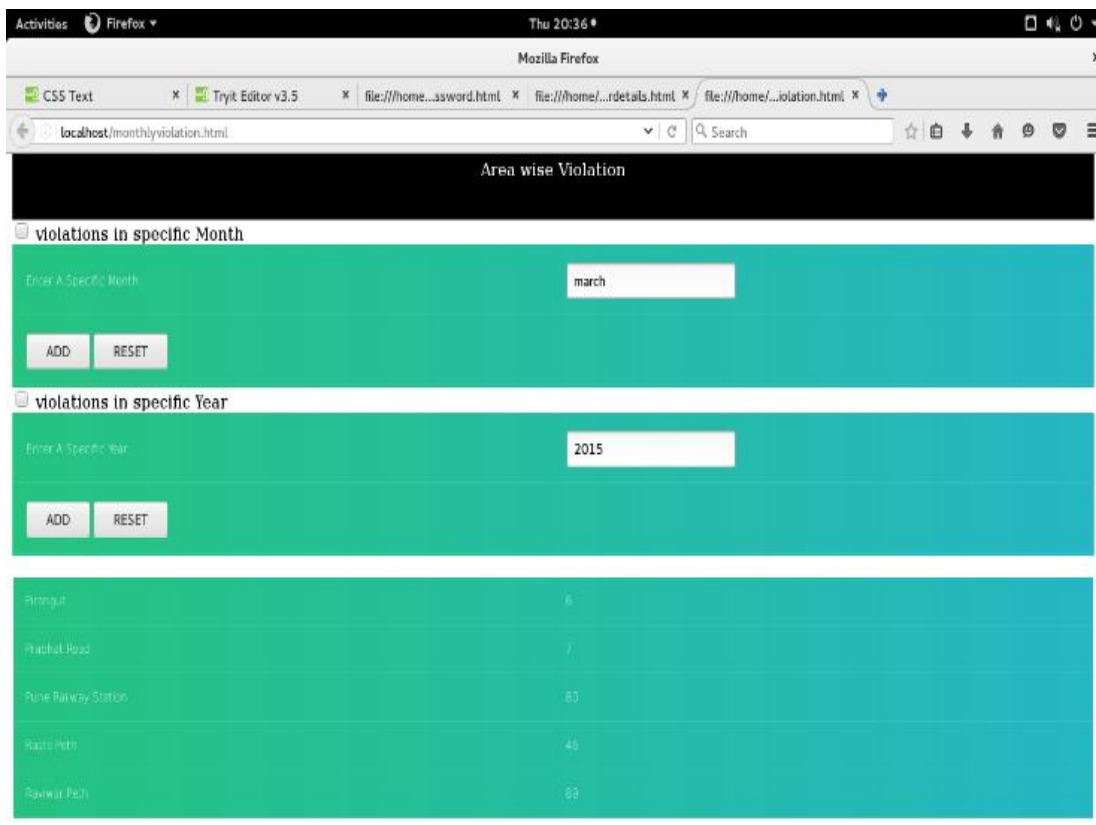 Activities Firefox Thu 20:36
Mozilla Firefox
CSS Text Tryit Editor v3.5 file:///home...ssword.html file:///home/...rdetails.html file:///home/...iolation.html
localhost/monthlyviolation.html Search
Area wise Violation
violations in specific Month
Enter A Specific Month march
ADD RESET
violations in specific Year
Enter A Specific Year 2015
ADD RESET
Pirangut 6
Prabhat Road 7
Pune Railway Station
Rasta Peth 46
Raviwar Peth